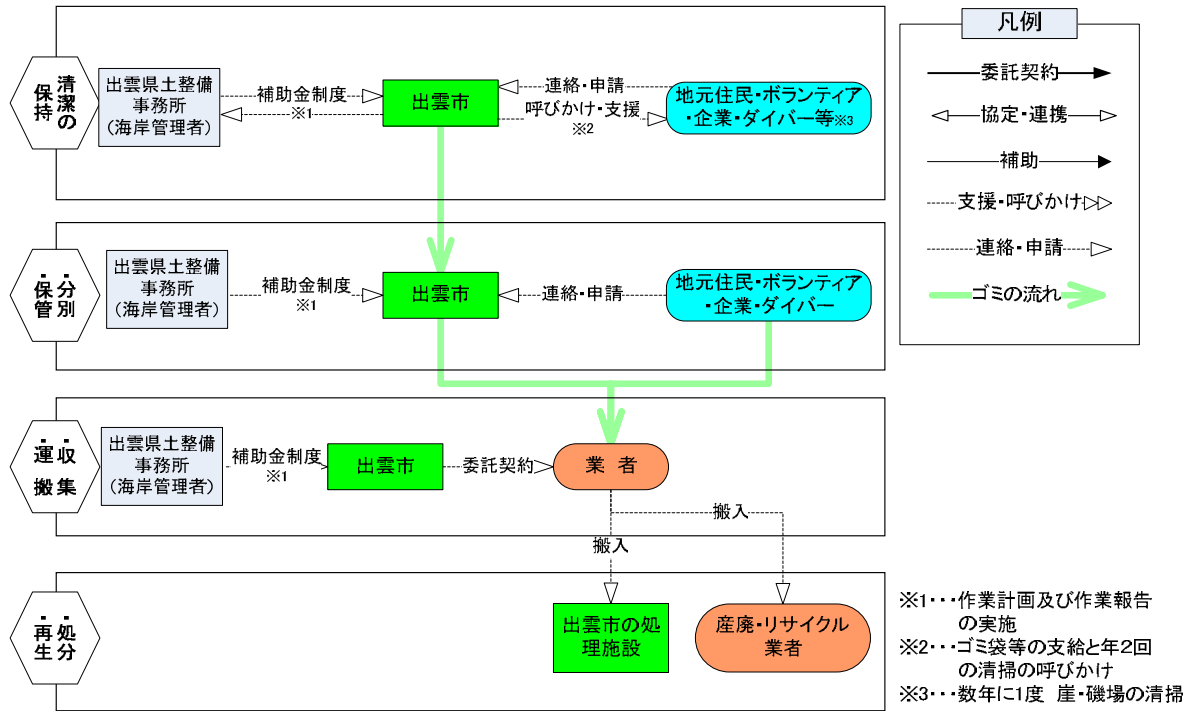 清潔の
保持
出雲県土整備
事務所
(海岸管理者)
補助金制度
※1
出雲市
連絡・申請
呼びかけ・支援
※2
地元住民・ボランティア
・企業・ダイバー等※3
分別
・保管
出雲県土整備
事務所
(海岸管理者)
補助金制度
※1
出雲市
連絡・申請
地元住民・ボランティア
・企業・ダイバー
収集・
運搬・
出雲県土整備
事務所
(海岸管理者)
補助金制度
※1
出雲市
委託契約
業 者
搬入
搬入
処分・
再生・
出雲市の処
理施設
産廃・リサイクル
業者
凡例
委託契約
協定・連携
補助
支援・呼びかけ
連絡・申請
ゴミの流れ
※1・・・作業計画及び作業報告
の実施
※2・・・ゴミ袋等の支給と年2回
の清掃の呼びかけ
※3・・・数年に1度 崖・磯場の清掃